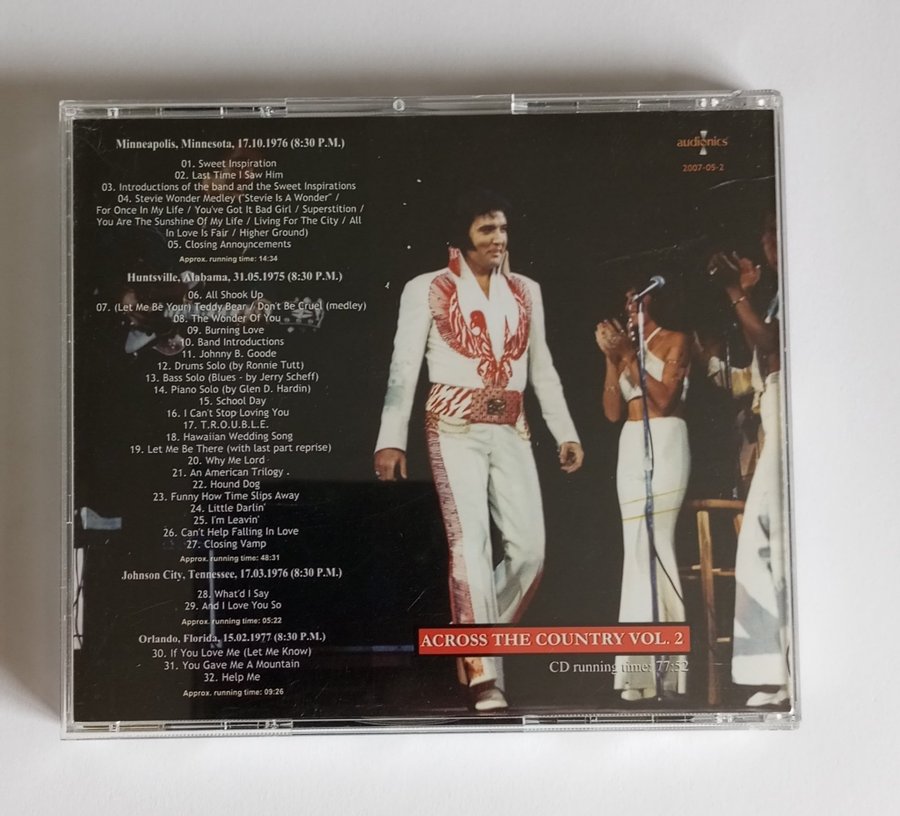 Minneapolis, Minnesota, 17.10.1976 (8:30 P.M.)
01. Sweet Inspiration
02. Last Time I Saw Him
03. Introductions of the band and the Sweet Inspirations
04. Stevie Wonder Medley ("Stevie Is A Wonder" /
For Once In My Life / You've Got It Bad Girl / Superstition /
You Are The Sunshine Of My Life / Living For The City / All
In Love Is Fair / Higher Ground)
05. Closing Announcements
Approx. running time: 14:34
Huntsville, Alabama, 31.05.1975 (8:30 P.M.)
06. All Shook Up
07. (Let Me Be Your) Teddy Bear / Don't Be Cruel (medley)
08. The Wonder Of You
09. Burning Love
10. Band Introductions
11. Johnny B. Goode
12. Drums Solo (by Ronnie Tutt)
13. Bass Solo (Blues - by Jerry Scheff)
14. Piano Solo (by Glen D. Hardin)
15. School Day
16. I Can't Stop Loving You
17. T.R.O.U.B.L.E.
18. Hawaiian Wedding Song
19. Let Me Be There (with last part reprise)
20. Why Me Lord
21. An American Trilogy
22. Hound Dog
23. Funny How Time Slips Away
24. Little Darlin'
25. I'm Leavin'
26. Can't Help Falling In Love
27. Closing Vamp
Approx. running time: 48:31
Johnson City, Tennessee, 17.03.1976 (8:30 P.M.)
28. What'd I Say
29. And I Love You So
Approx. running time: 05:22
Orlando, Florida, 15.02.1977 (8:30 P.M.)
30. If You Love Me (Let Me Know)
31. You Gave Me A Mountain
32. Help Me
Approx. running time: 09:26
audionics
2007-05-2
ACROSS THE COUNTRY VOL. 2
CD running time: 77:52